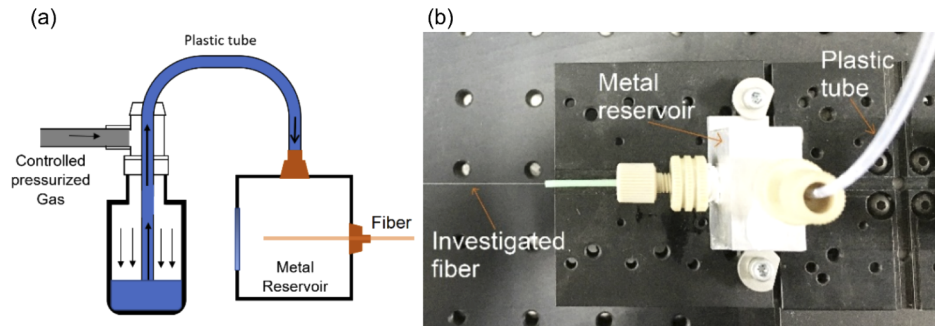 (a)
Plastic tube
Controlled
pressurized
Gas
Fiber
Metal
Reservoir
(b)
Metal
reservoir
Plastic
tube
Investigated
fiber